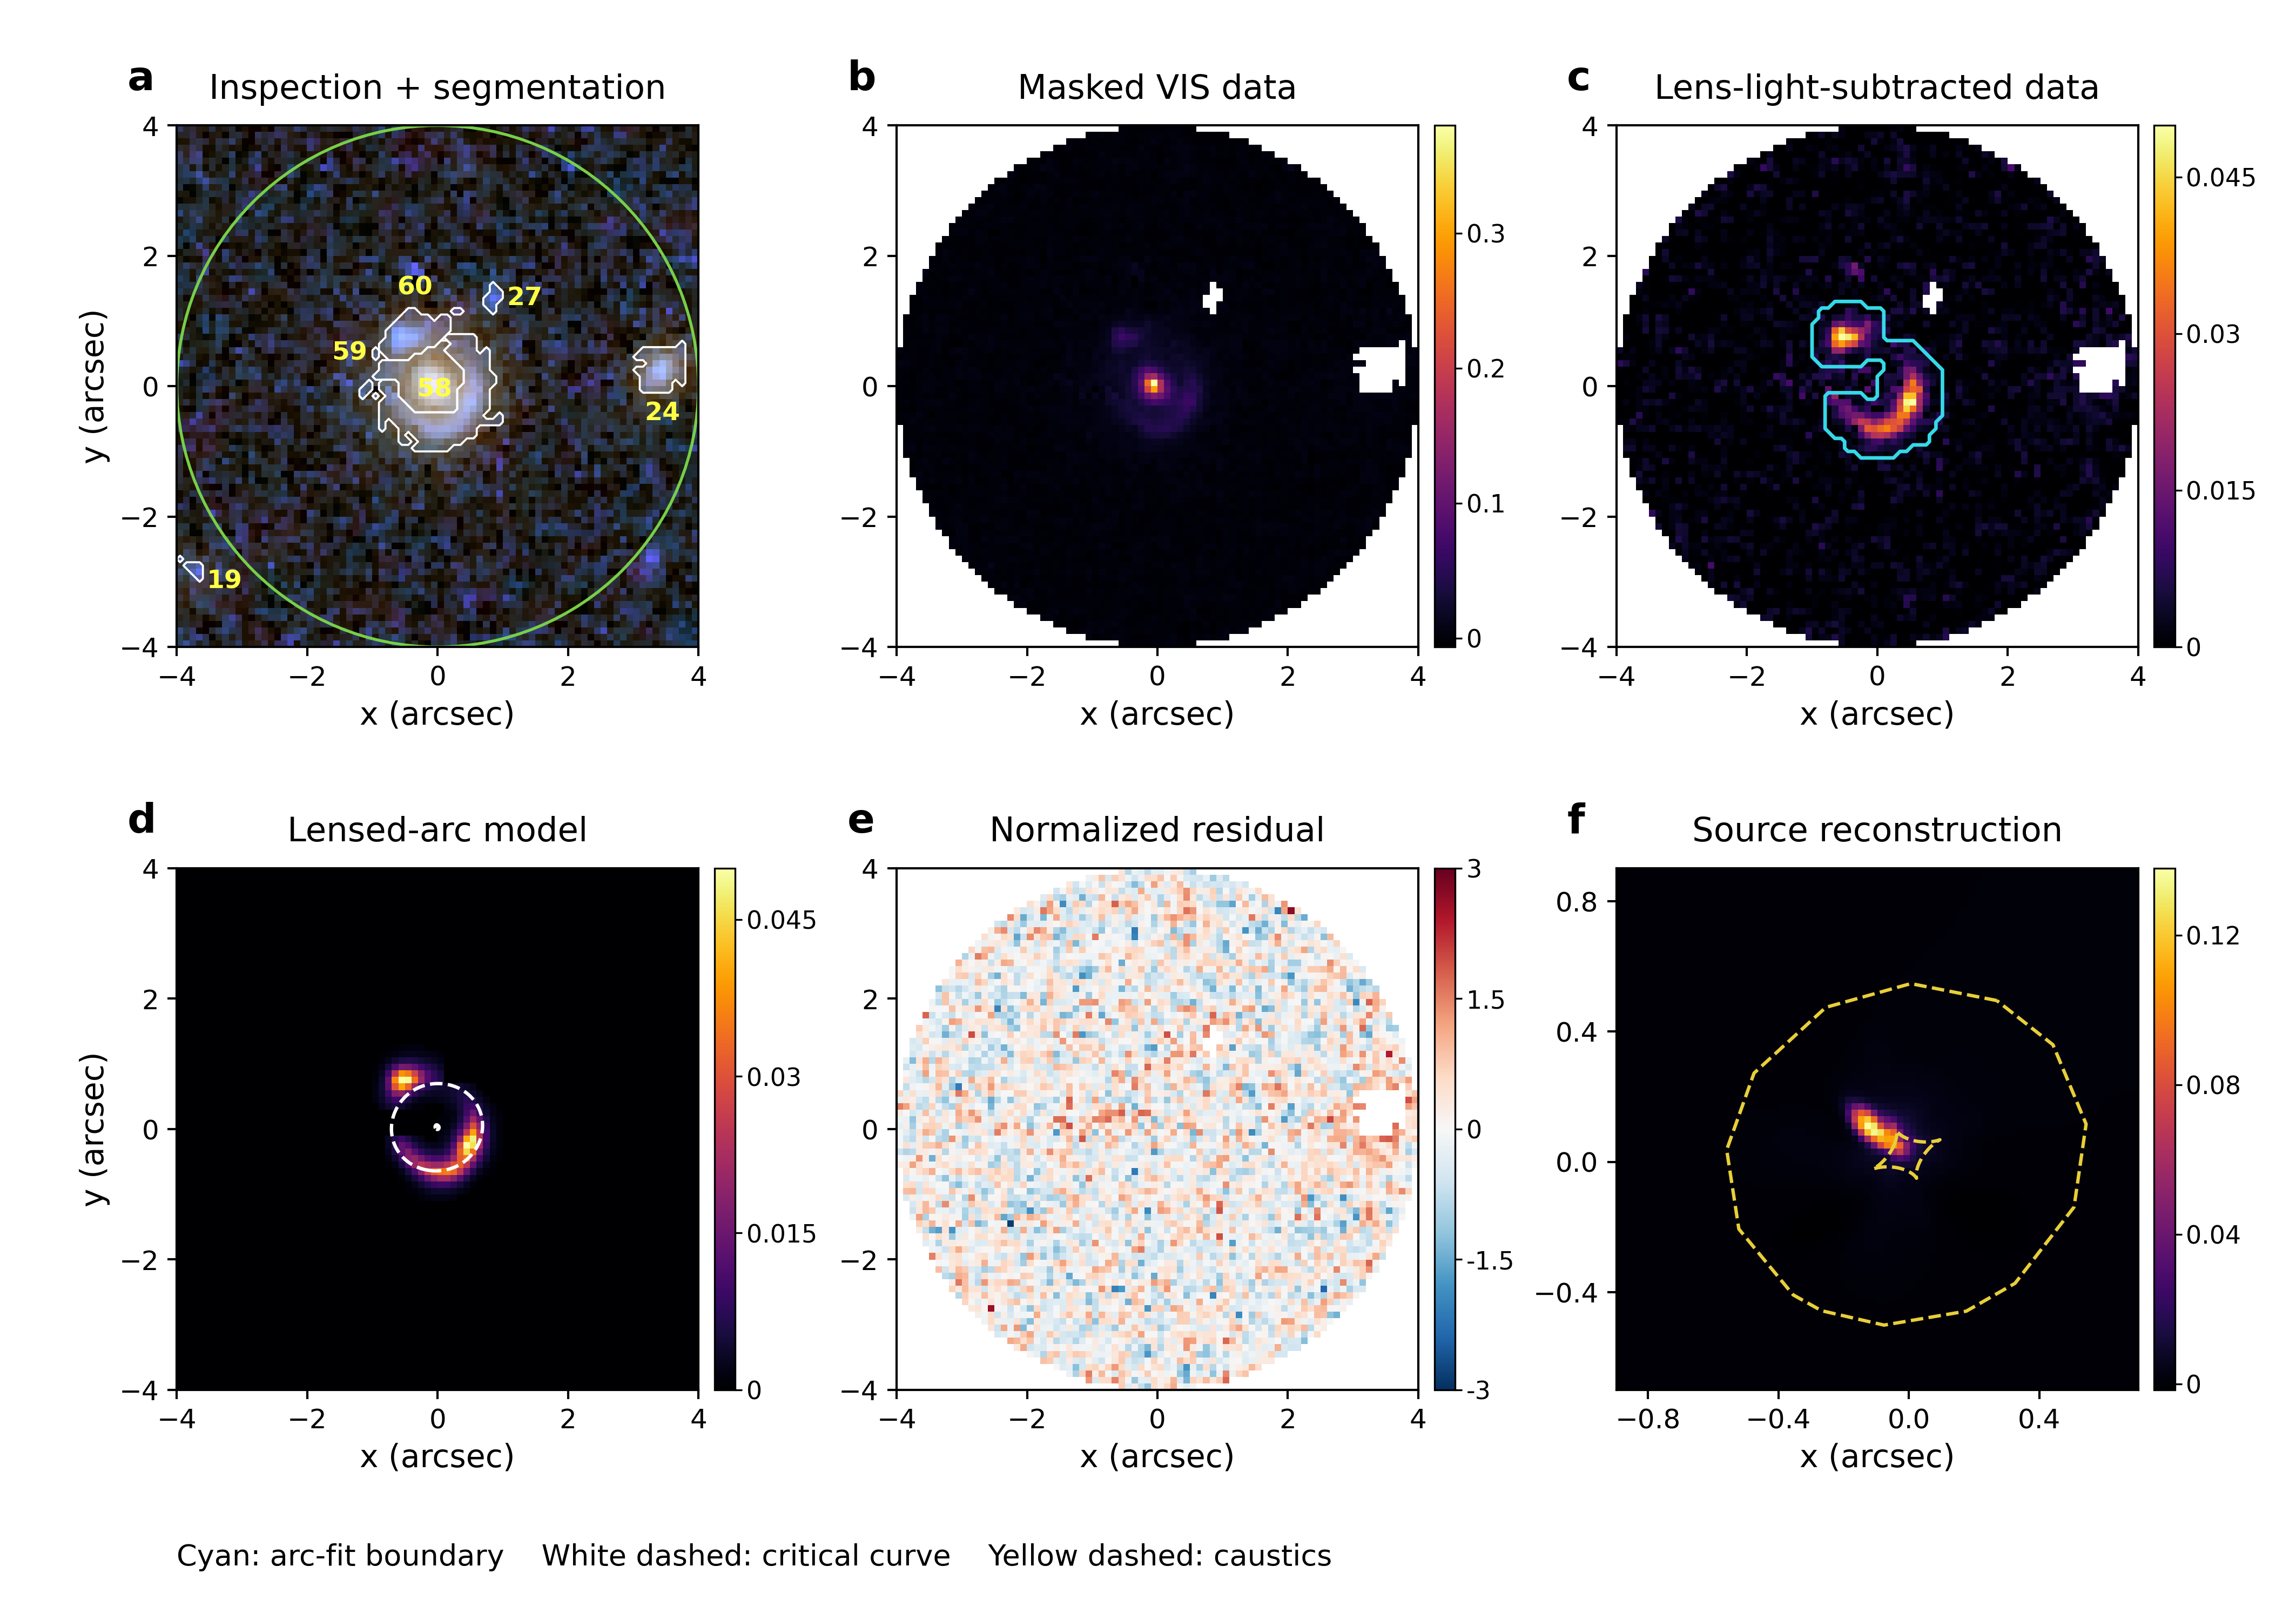 a Inspection + segmentation
b Masked VIS data
c Lens-light-subtracted data
4
2
0
−2
−4
y (arcsec)
60
27
59
58
24
19
−4 −2 0 2 4
x (arcsec)
4
2
0
−2
−4
0.3
0.2
0.1
0
−4 −2 0 2 4
x (arcsec)
4
2
0
−2
−4
0.045
0.03
0.015
0
−4 −2 0 2 4
x (arcsec)
d Lensed-arc model
e Normalized residual
f Source reconstruction
4
2
0
−2
−4
y (arcsec)
0.045
0.03
0.015
0
−4 −2 0 2 4
x (arcsec)
4
2
0
−2
−4
3
1.5
0
-1.5
-3
−4 −2 0 2 4
x (arcsec)
0.8
0.4
0.0
−0.4
0.12
0.08
0.04
0
−0.8 −0.4 0.0 0.4
x (arcsec)
Cyan: arc-fit boundary White dashed: critical curve Yellow dashed: caustics